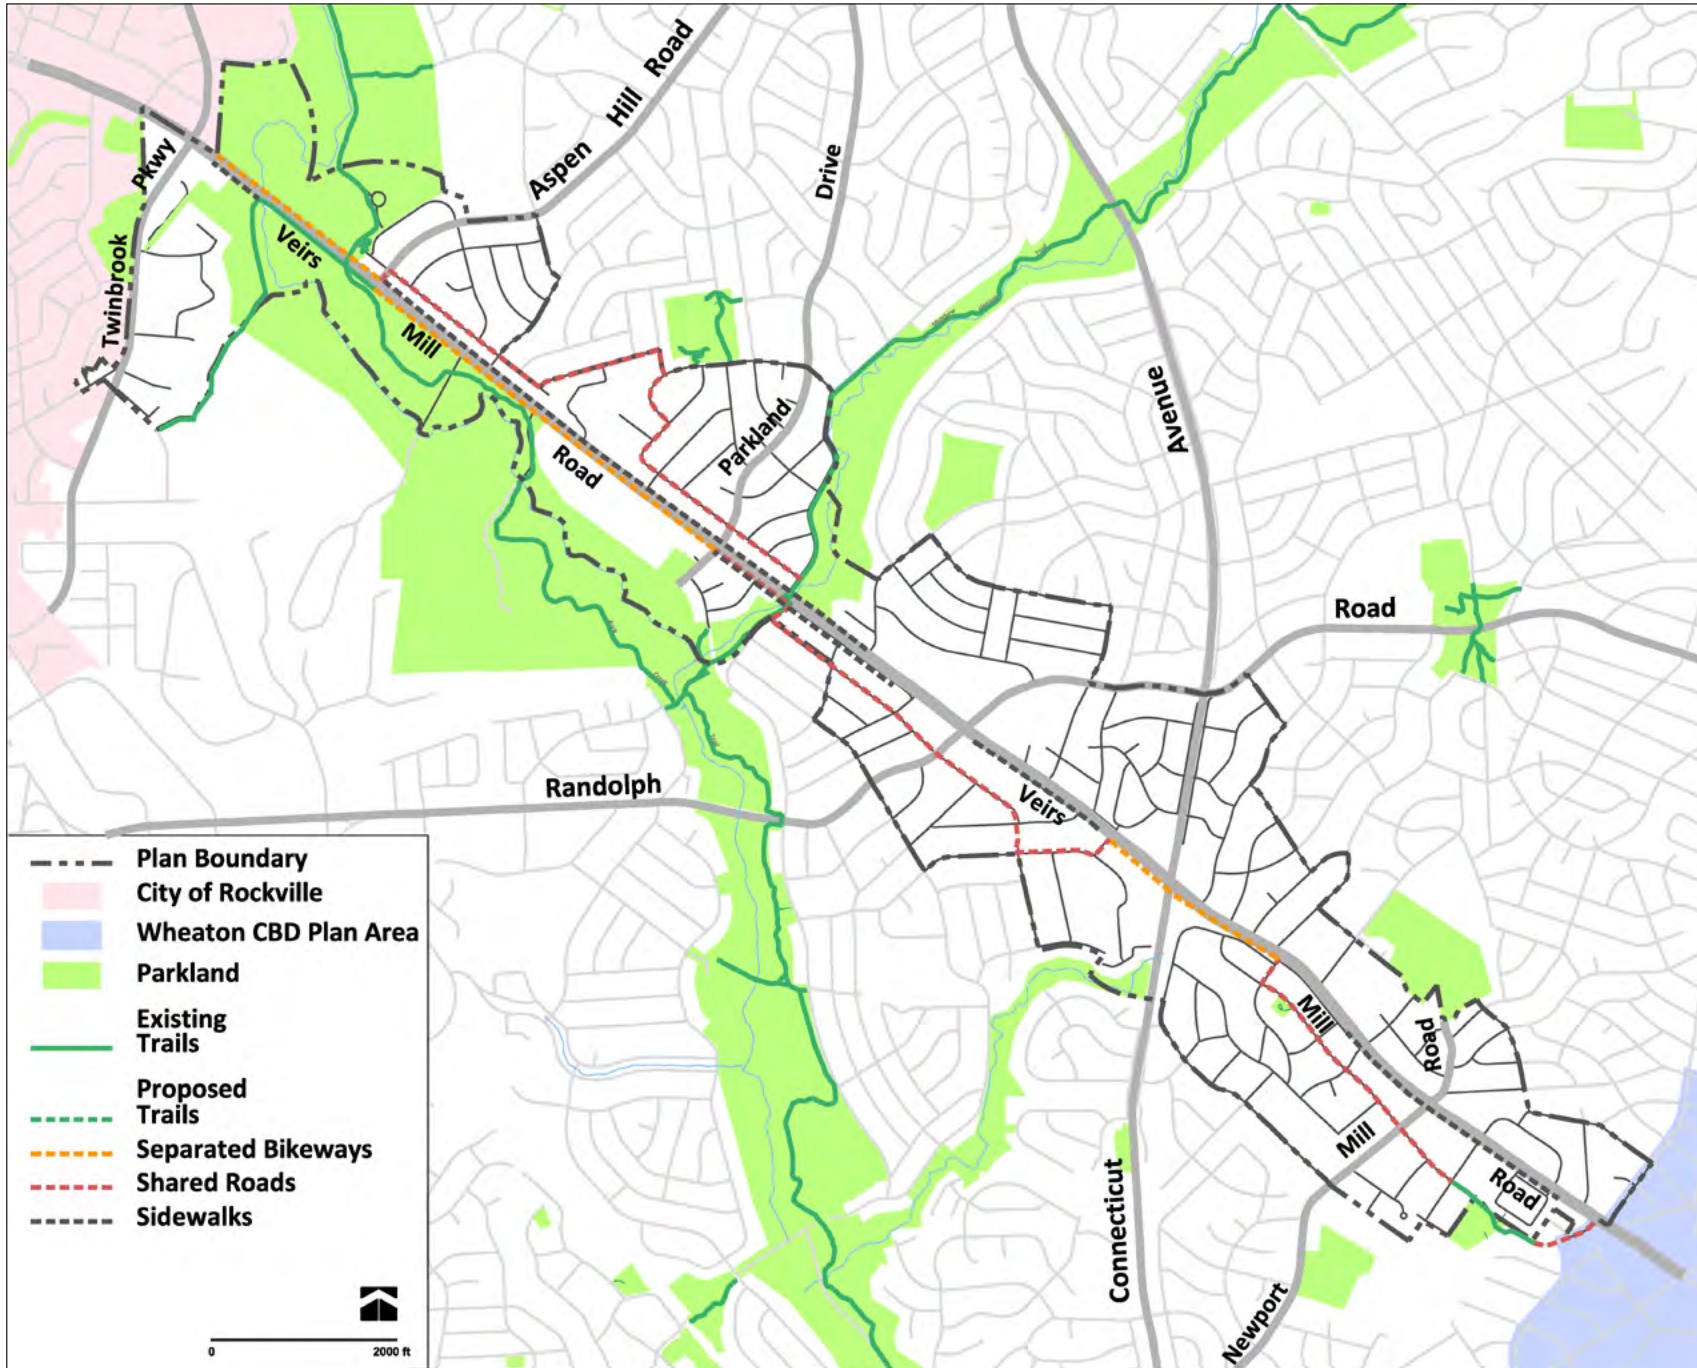 Aspen
Hill
Road
Pkwy
Drive
Veirs
Twinbrook
Mill
Parkland
Avenue
Road
Road
Randolph
Veirs
Mill
Road
Mill
Road
Connecticut
Newport
Plan Boundary
City of Rockville
Wheaton CBD Plan Area
Parkland
Existing
Trails
Proposed
Trails
Separated Bikeways
Shared Roads
Sidewalks
0 2000 ft